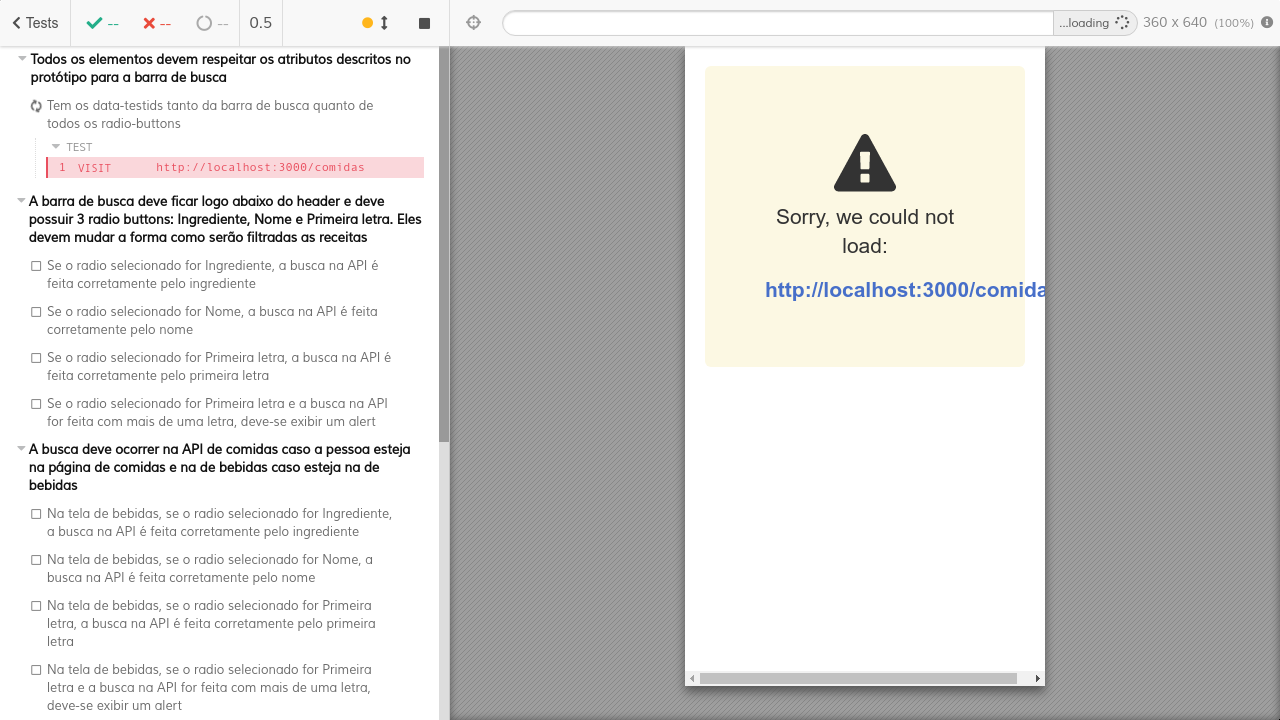 Tests
--
--
--
0.5
...loading
360 x 640 (100%)
Todos os elementos devem respeitar os atributos descritos no
protótipo para a barra de busca
Tem os data-testids tanto da barra de busca quanto de
todos os radio-buttons
TEST
1 VISIT http://localhost:3000/comidas
A barra de busca deve ficar logo abaixo do header e deve
possuir 3 radio buttons: Ingrediente, Nome e Primeira letra. Eles
devem mudar a forma como serão filtradas as receitas
Se o radio selecionado for Ingrediente, a busca na API é
feita corretamente pelo ingrediente
Se o radio selecionado for Nome, a busca na API é feita
corretamente pelo nome
Se o radio selecionado for Primeira letra, a busca na API é
feita corretamente pelo primeira letra
Se o radio selecionado for Primeira letra e a busca na API
for feita com mais de uma letra, deve-se exibir um alert
A busca deve ocorrer na API de comidas caso a pessoa esteja
na página de comidas e na de bebidas caso esteja na de
bebidas
Na tela de bebidas, se o radio selecionado for Ingrediente,
a busca na API é feita corretamente pelo ingrediente
Na tela de bebidas, se o radio selecionado for Nome, a
busca na API é feita corretamente pelo nome
Na tela de bebidas, se o radio selecionado for Primeira
letra, a busca na API é feita corretamente pelo primeira
letra
Na tela de bebidas, se o radio selecionado for Primeira
letra e a busca na API for feita com mais de uma letra,
deve-se exibir um alert
Sorry, we could not
load:
http://localhost:3000/comida